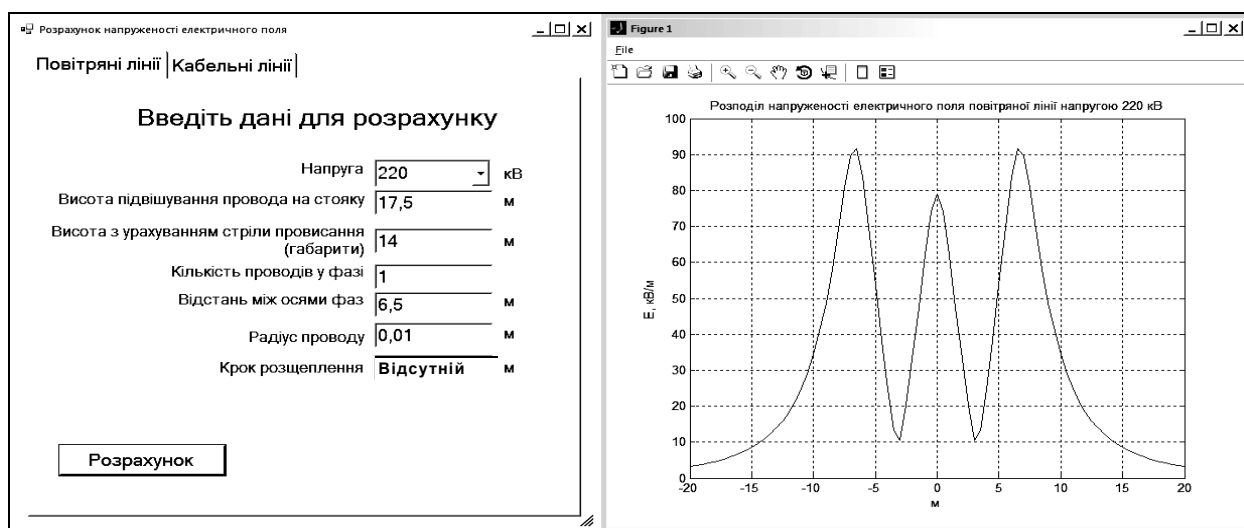 Розрахунок напруженості електричного поля
Повітряні лінії Кабельні лінії
Введіть дані для розрахунку
Напруга 220 кВ
Висота підвішування провода на стояку 17,5 м
Висота з урахуванням стріли провисання
(габарити) 14 м
Кількість проводів у фазі 1
Відстань між осями фаз 6,5 м
Радіус проводу 0,01 м
Крок розщеплення Відсутній м
Розрахунок
Figure 1
File
Розподіл напруженості електричного поля повітряної лінії напругою 220 кВ
E, кВ/м
100
90
80
70
60
50
40
30
20
10
0
-20 -15 -10 -5 0 5 10 15 20
м